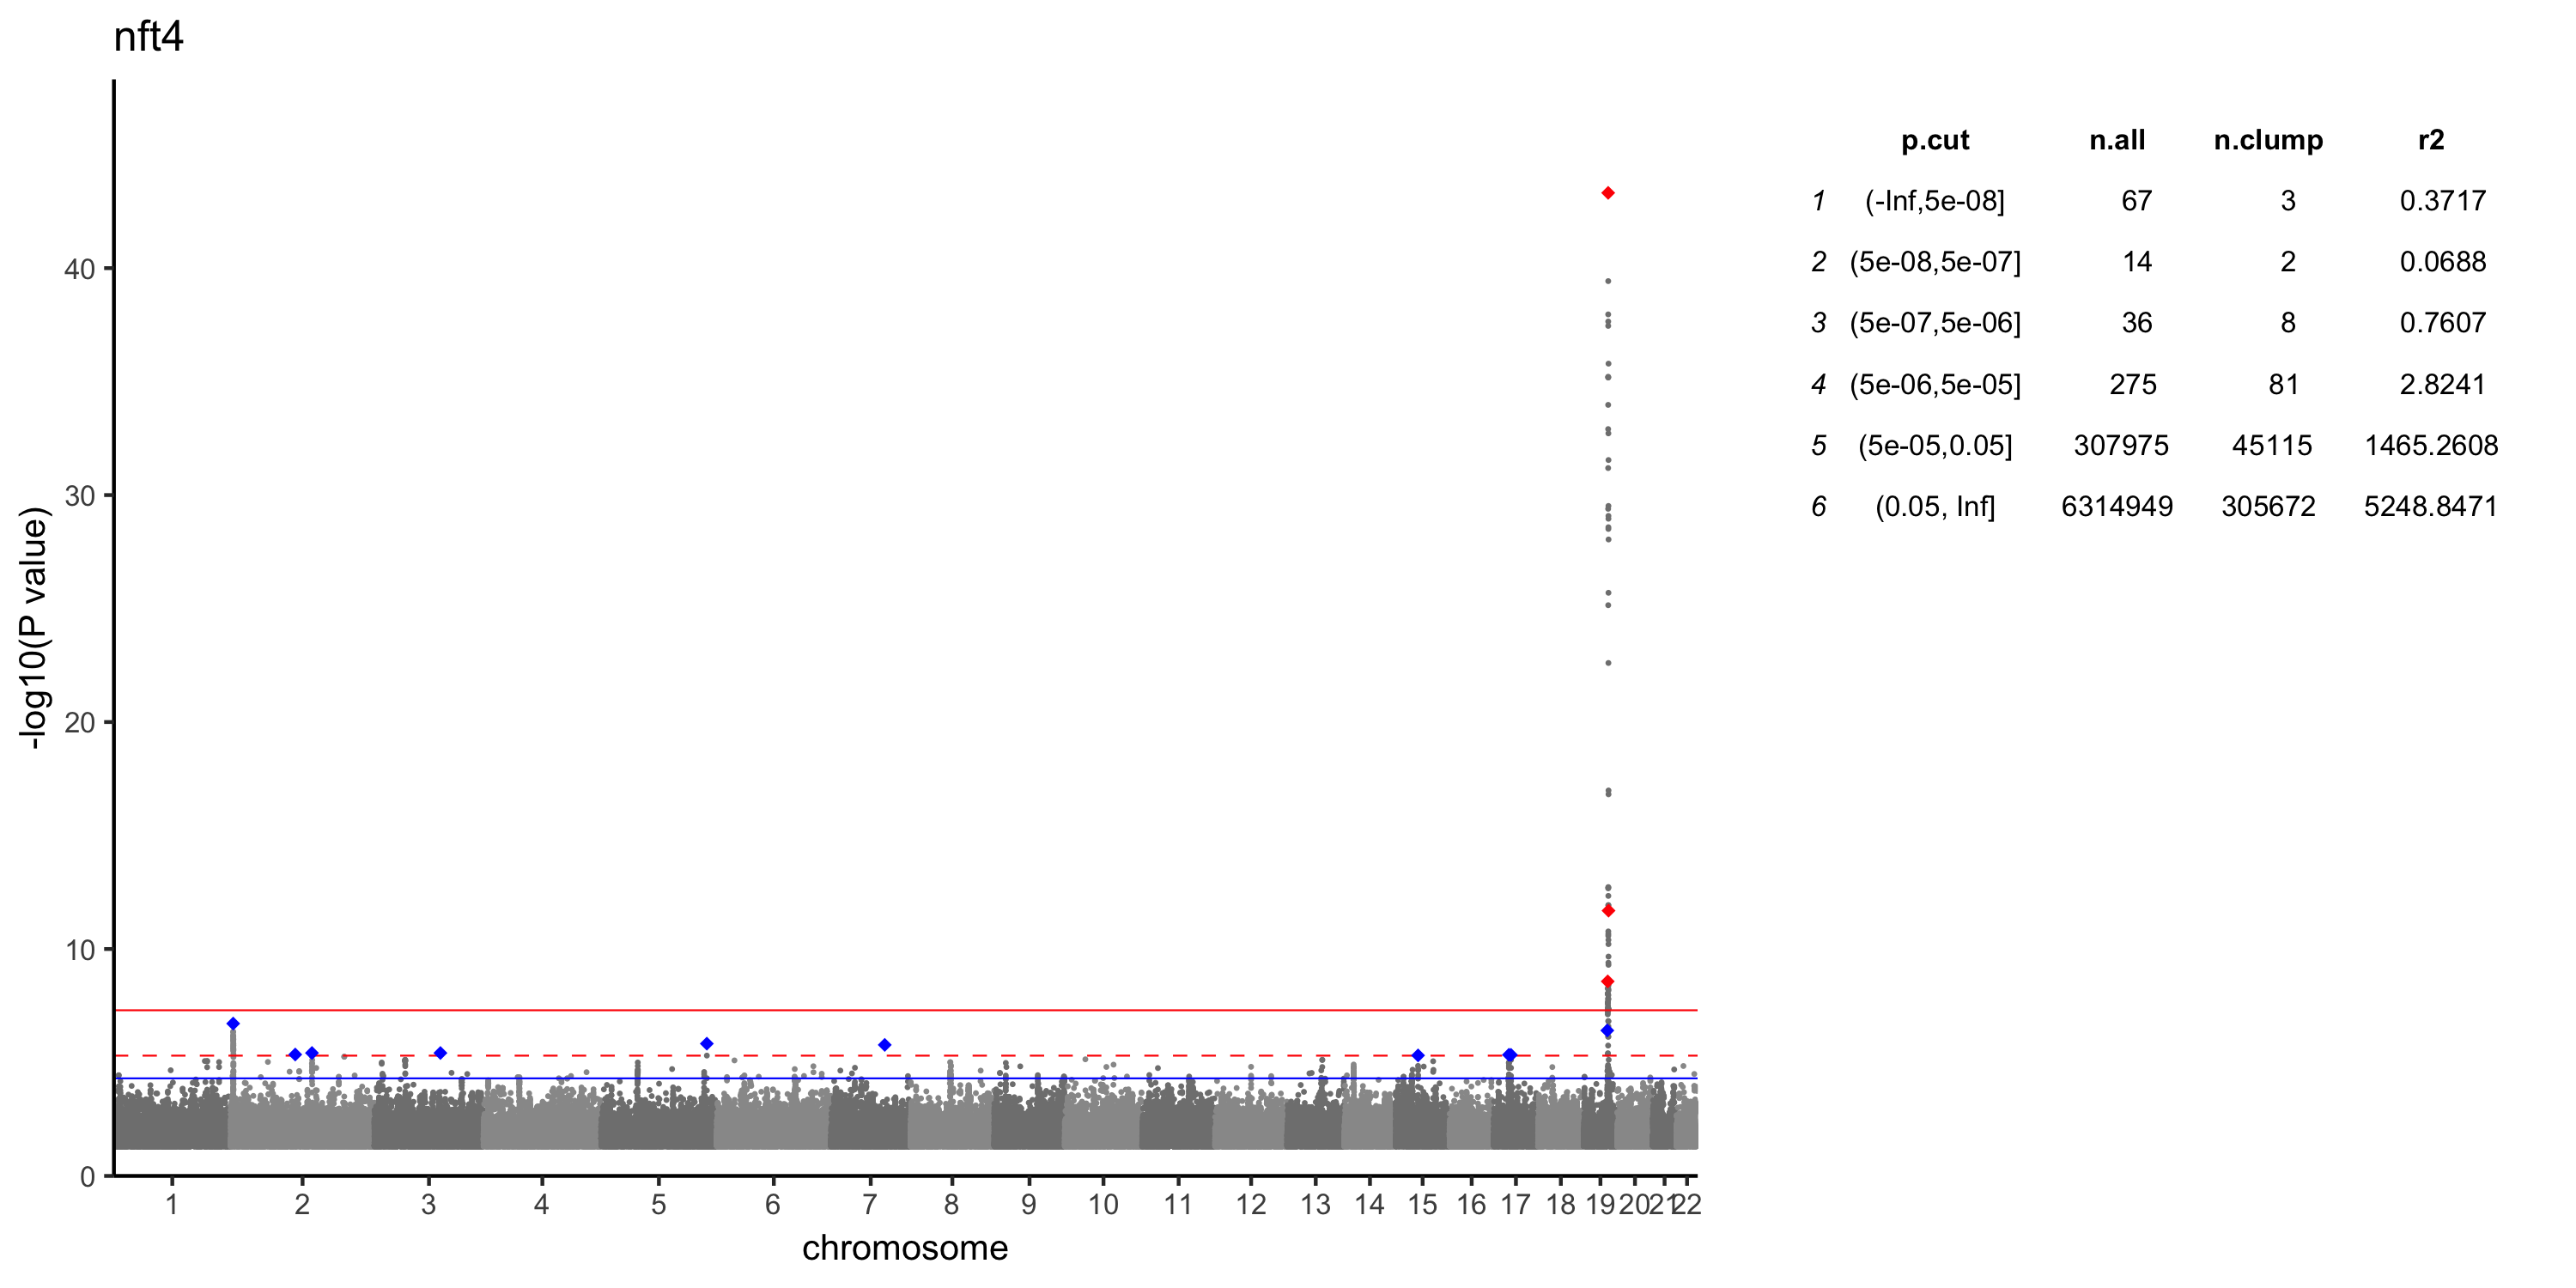 nft4
-log10(P value)
40
30
20
10
0
1 2 3 4 5 6 7 8 9 10 11 12 13 14 15 16 17 18 19 20 21 22
chromosome
p.cut n.all n.clump r2
1 (-Inf,5e-08] 67 3 0.3717
2 (5e-08,5e-07] 14 2 0.0688
3 (5e-07,5e-06] 36 8 0.7607
4 (5e-06,5e-05] 275 81 2.8241
5 (5e-05,0.05] 307975 45115 1465.2608
6 (0.05, Inf] 6314949 305672 5248.8471